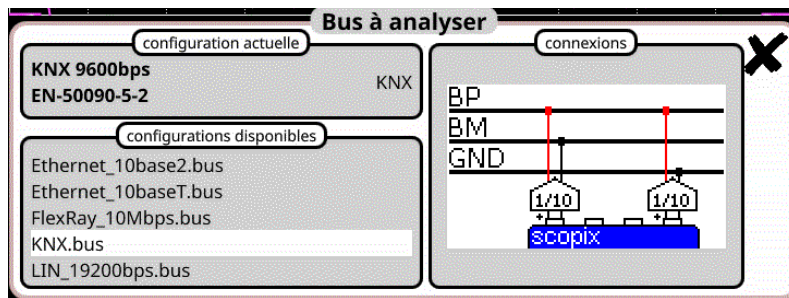 Bus à analyser
configuration actuelle
KNX 9600bps
EN-50090-5-2
KNX
configurations disponibles
Ethernet_10base2.bus
Ethernet_10baseT.bus
FlexRay_10Mbps.bus
KNX.bus
LIN_19200bps.bus
connexions
BP
BM
GND
1/10 1/10
+ +
scopix